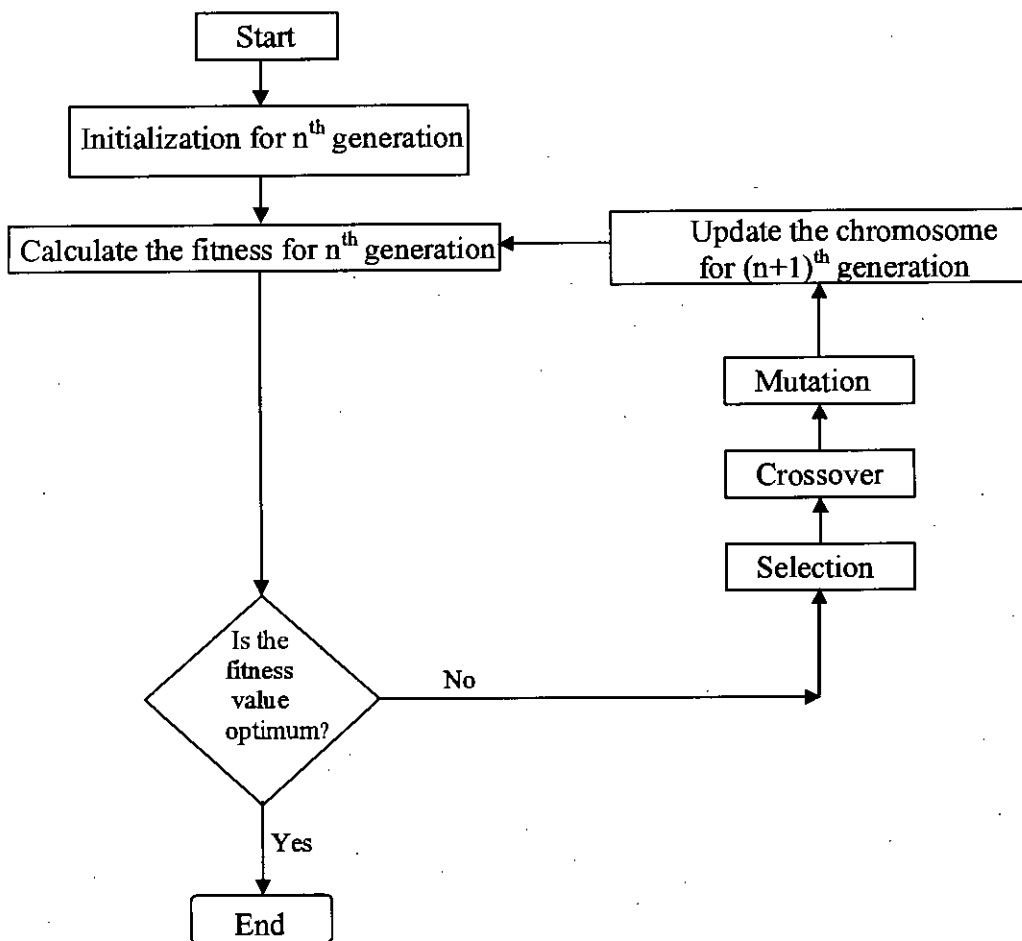 Start
Initialization for nth generation
Calculate the fitness for nth generation
Update the chromosome
for (n+1)th generation
Mutation
Crossover
Selection
Is the
fitness
value
optimum?
No
Yes
End